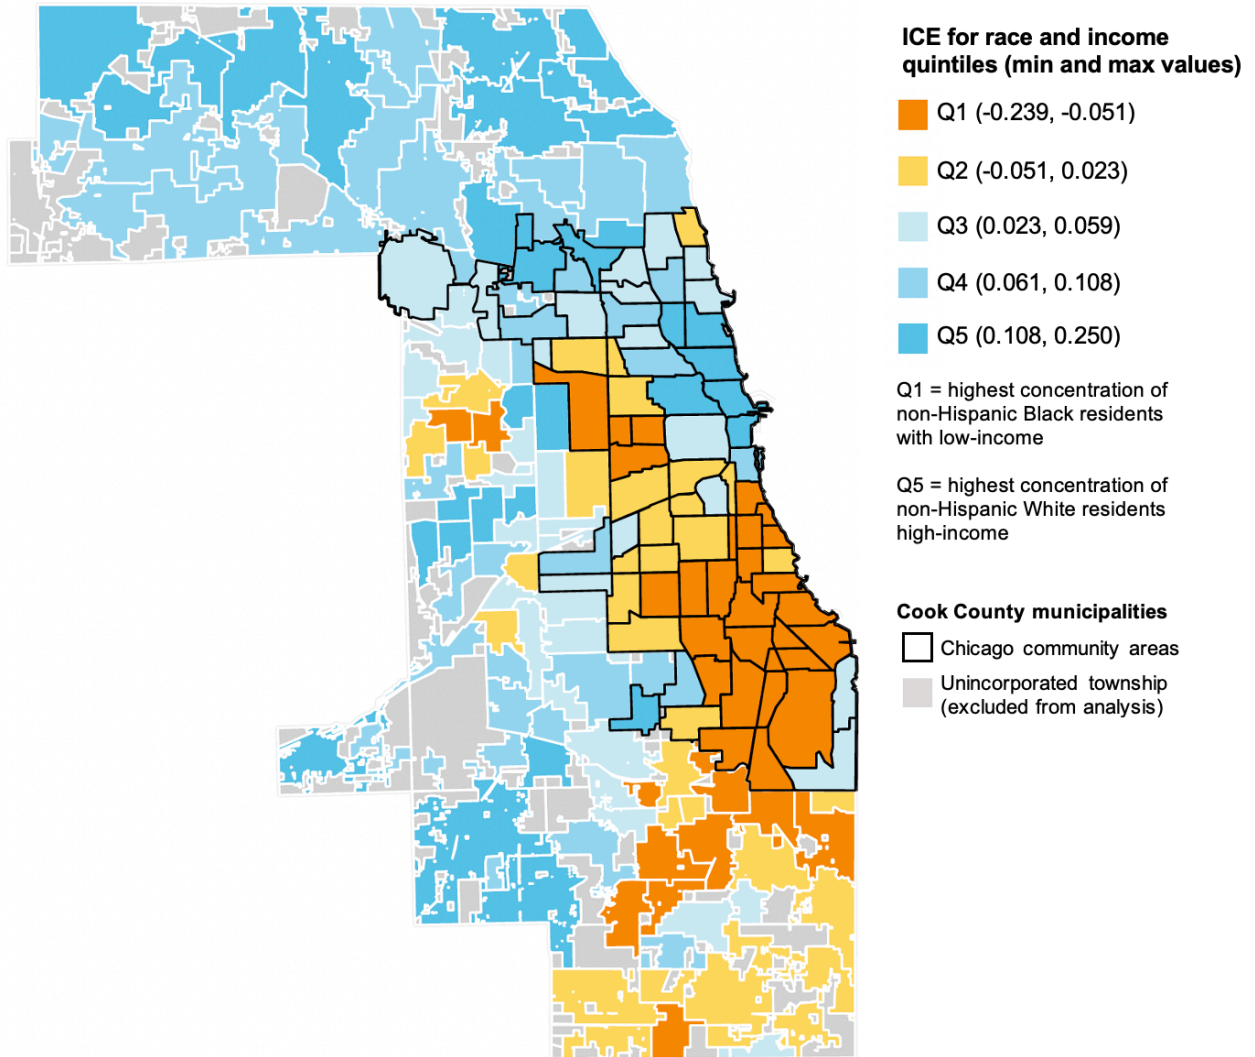 ICE for race and income
quintiles (min and max values)
Q1 (-0.239, -0.051)
Q2 (-0.051, 0.023)
Q3 (0.023, 0.059)
Q4 (0.061, 0.108)
Q5 (0.108, 0.250)
Q1 = highest concentration of
non-Hispanic Black residents
with low-income
Q5 = highest concentration of
non-Hispanic White residents
high-income
Cook County municipalities
Chicago community areas
Unincorporated township
(excluded from analysis)